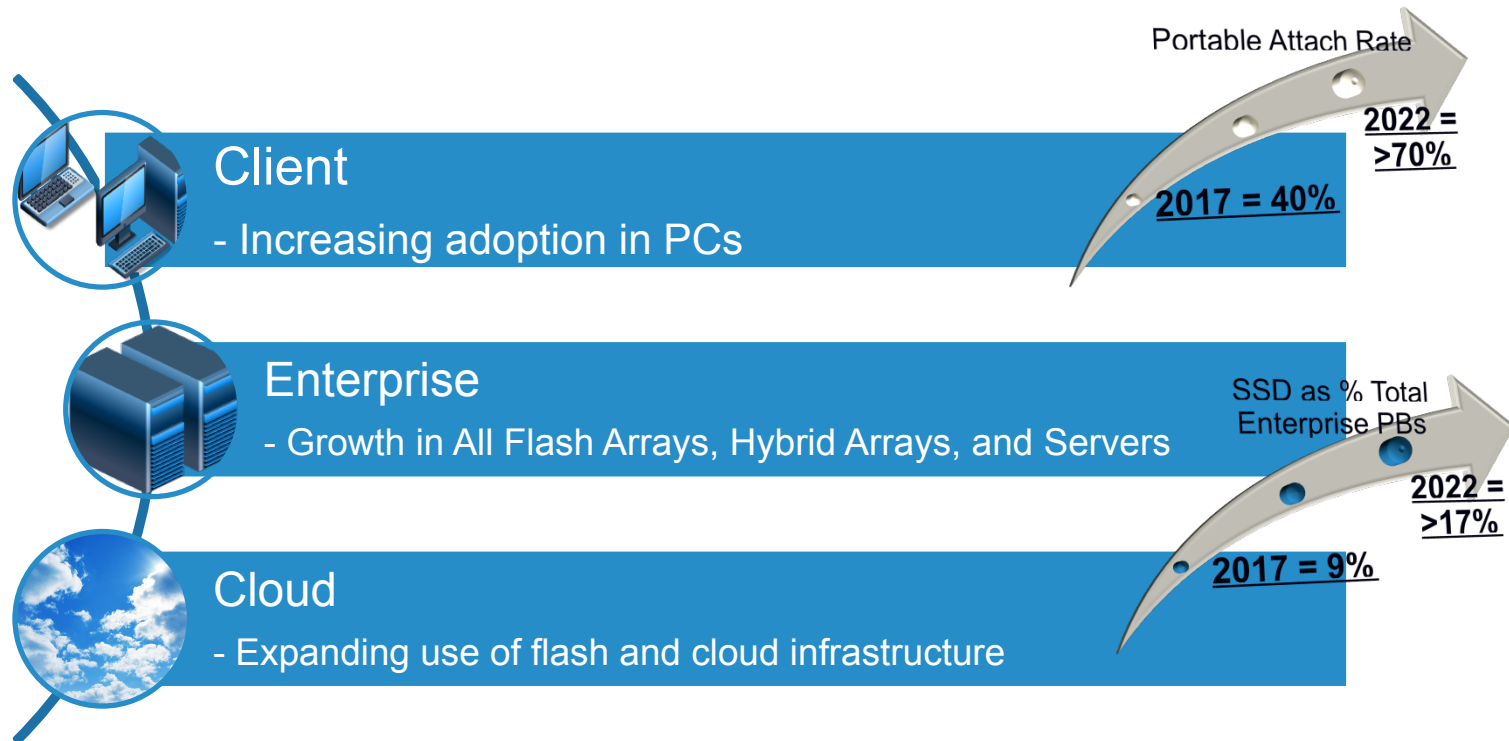 Portable Attach Rate
2022 =
>70%
2017 = 40%
Client
- Increasing adoption in PCs
Enterprise
- Growth in All Flash Arrays, Hybrid Arrays, and Servers
SSD as % Total
Enterprise PBs
2022 =
>17%
2017 = 9%
Cloud
- Expanding use of flash and cloud infrastructure